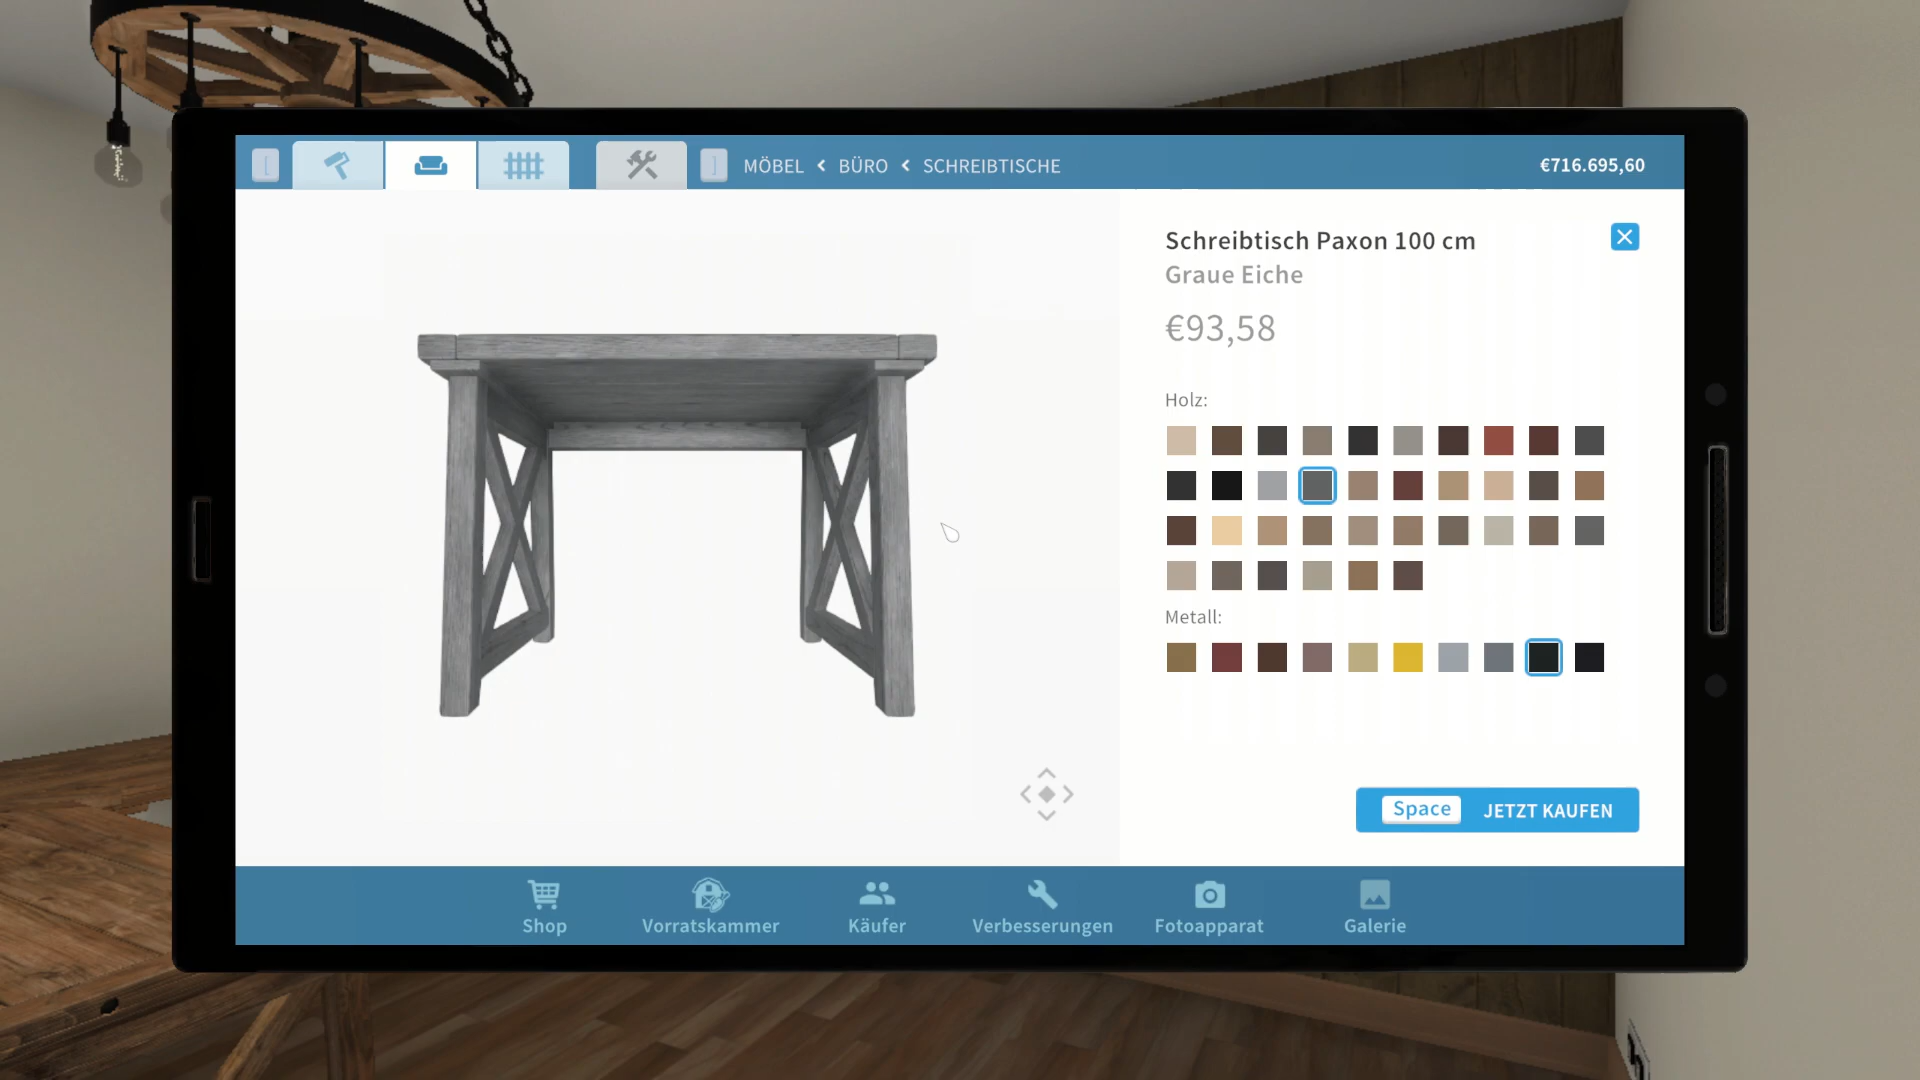 [
]
MÖBEL < BÜRO < SCHREIBTISCHE
€716.695,60
Schreibtisch Paxon 100 cm
Graue Eiche
€93,58
Holz:
Metall:
Space JETZT KAUFEN
Shop
Vorratskammer
Käufer
Verbesserungen
Fotoapparat
Galerie